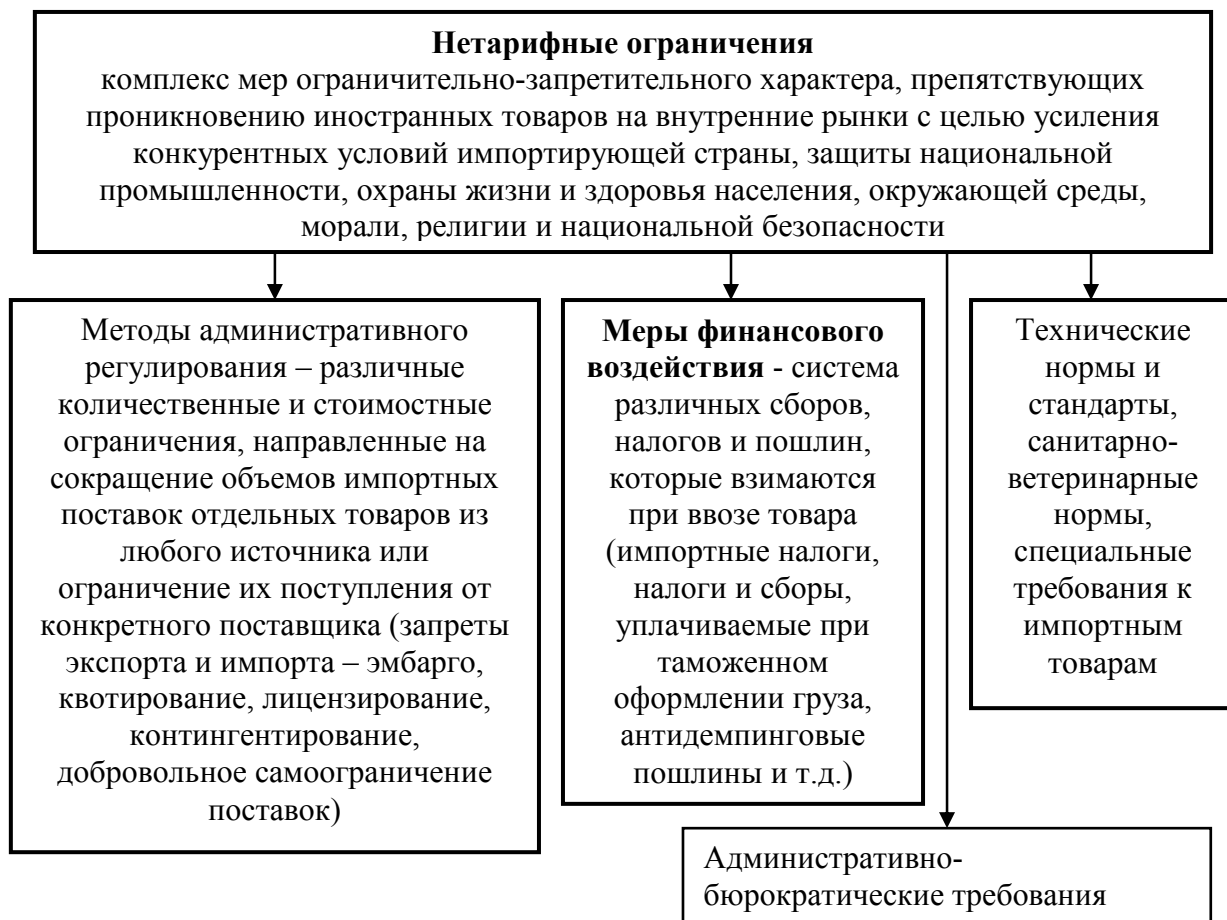 Нетарифные ограничения
комплекс мер ограничительно-запретительного характера, препятствующих
проникновению иностранных товаров на внутренние рынки с целью усиления
конкурентных условий импортирующей страны, защиты национальной
промышленности, охраны жизни и здоровья населения, окружающей среды,
морали, религии и национальной безопасности
Методы административного
регулирования – различные
количественные и стоимостные
ограничения, направленные на
сокращение объемов импортных
поставок отдельных товаров из
любого источника или
ограничение их поступления от
конкретного поставщика (запреты
экспорта и импорта – эмбарго,
квотирование, лицензирование,
контингентирование,
добровольное самоограничение
поставок)
Меры финансового
воздействия - система
различных сборов,
налогов и пошлин,
которые взимаются
при ввозе товара
(импортные налоги,
налоги и сборы,
уплачиваемые при
таможенном
оформлении груза,
антидемпинговые
пошлины и т.д.)
Технические
нормы и
стандарты,
санитарно-
ветеринарные
нормы,
специальные
требования к
импортным
товарам
Административно-
бюрократические требования